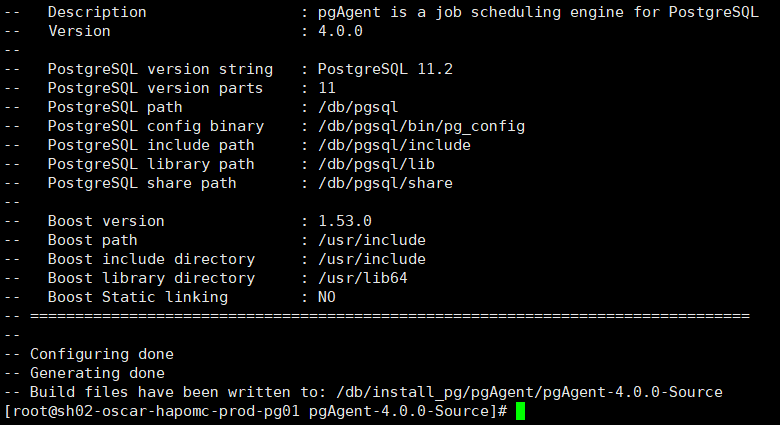 --   Description                 : pgAgent is a job scheduling engine for PostgreSQL
--   Version                     : 4.0.0
--
--   PostgreSQL version string   : PostgreSQL 11.2
--   PostgreSQL version parts    : 11
--   PostgreSQL path             : /db/pgsql
--   PostgreSQL config binary    : /db/pgsql/bin/pg_config
--   PostgreSQL include path     : /db/pgsql/include
--   PostgreSQL library path     : /db/pgsql/lib
--   PostgreSQL share path       : /db/pgsql/share
--
--   Boost version               : 1.53.0
--   Boost path                  : /usr/include
--   Boost include directory     : /usr/include
--   Boost library directory     : /usr/lib64
--   Boost Static linking        : NO
-- ================================================================================
--
-- Configuring done
-- Generating done
-- Build files have been written to: /db/install_pg/pgAgent/pgAgent-4.0.0-Source
[root@sh02-oscar-hapomc-prod-pg01 pgAgent-4.0.0-Source]#